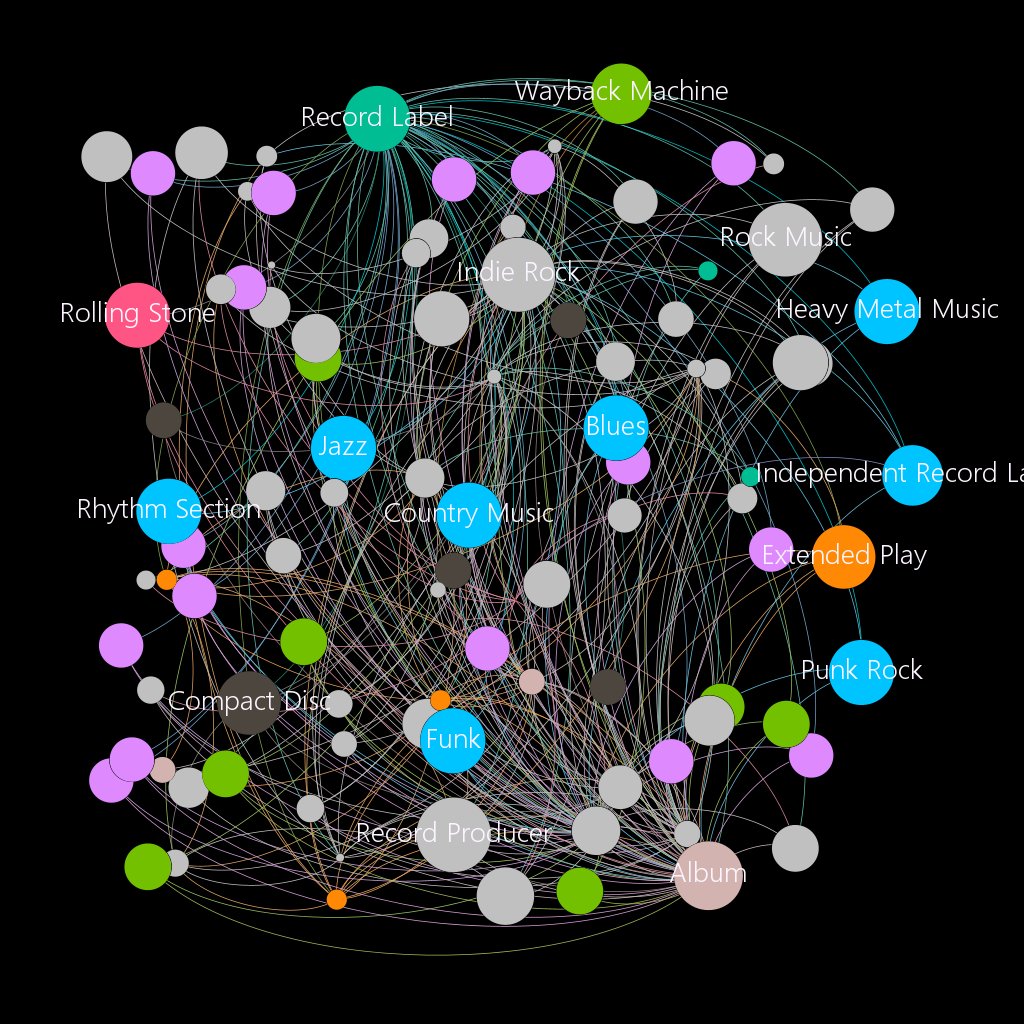 Wayback Machine
Record Label
Rock Music
Indie Rock
Heavy Metal Music
Rolling Stone
Blues
Jazz
Independent Record La
Rhythm Section
Country Music
Extended Play
Punk Rock
Compact Disc
Funk
Record Producer
Album